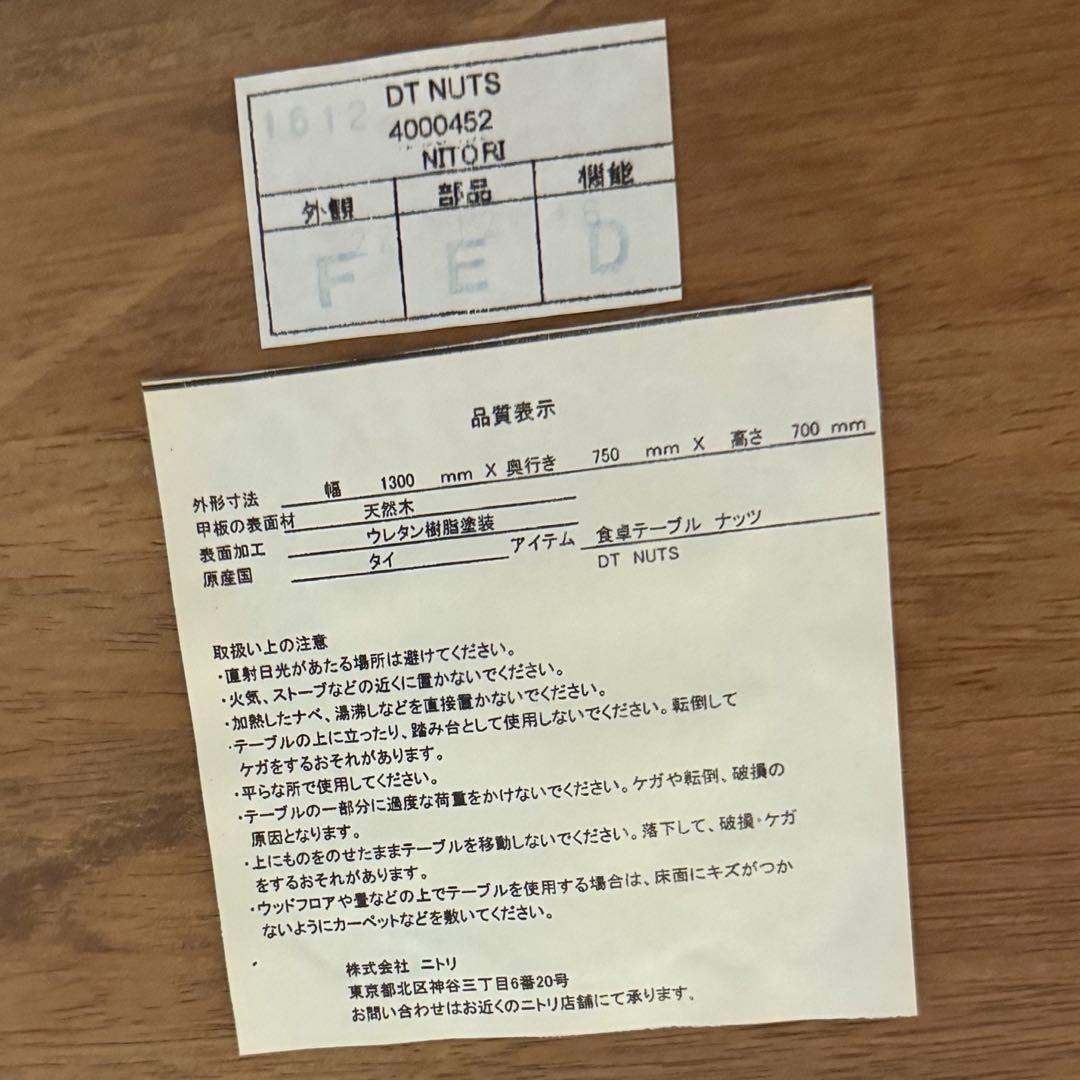 DT NUTS
1612
4000452
NITORI
外観 部品 機能
F E D
品質表示
外形寸法 幅 1300 mm X 奥行き 750 mm X 高さ 700 mm
甲板の表面材 天然木
表面加工 ウレタン樹脂塗装 アイテム 食卓テーブル ナッツ
原産国 タイ DT NUTS
取扱い上の注意
・直射日光があたる場所は避けてください。
・火気、ストーブなどの近くに置かないでください。
・加熱したナベ、湯沸しなどを直接置かないでください。
・テーブルの上に立ったり、踏み台として使用しないでください。転倒して
ケガをするおそれがあります。
・平らな所で使用してください。
・テーブルの一部分に過度な荷重をかけないでください。ケガや転倒、破損の
原因となります。
・上にものをのせたままテーブルを移動しないでください。落下して、破損・ケガ
をするおそれがあります。
・ウッドフロアや畳などの上でテーブルを使用する場合は、床面にキズがつか
ないようにカーペットなどを敷いてください。
株式会社 ニトリ
東京都北区神谷三丁目6番20号
お問い合わせはお近くのニトリ店舗にて承ります。